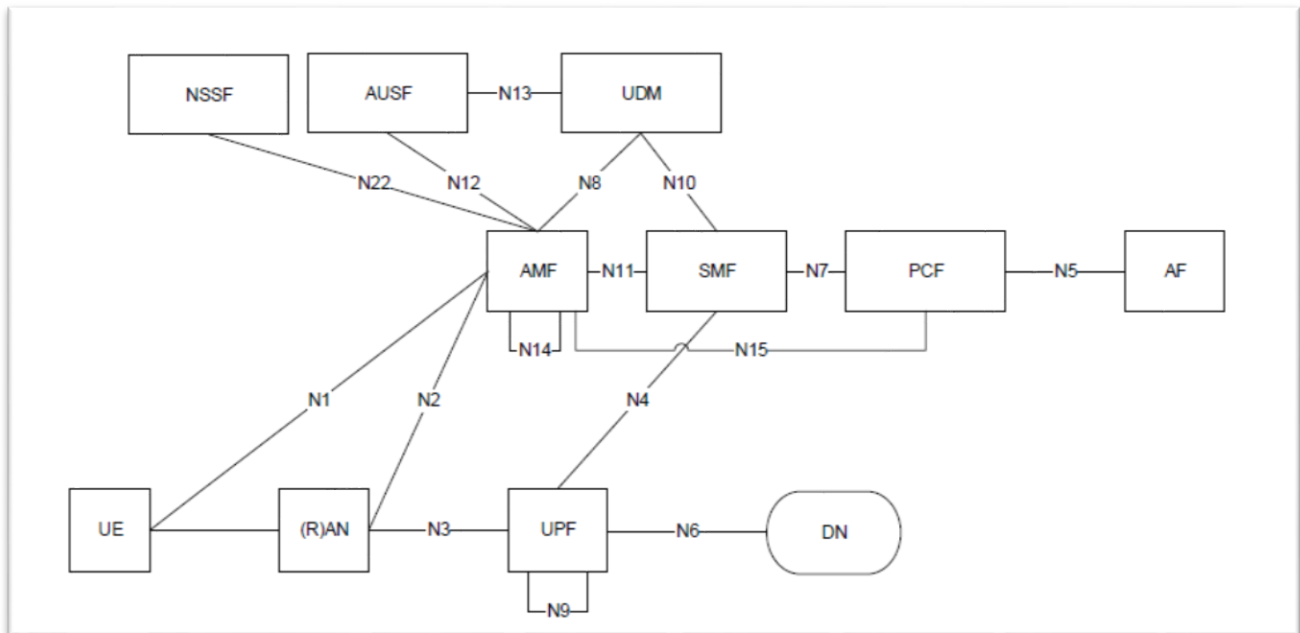 NSSF
AUSF
N13
UDM
N22
N12
N8
N10
AMF
N11
SMF
N7
PCF
N5
AF
N14
N15
N1
N2
N4
UE
(R)AN
N3
UPF
N6
DN
N9